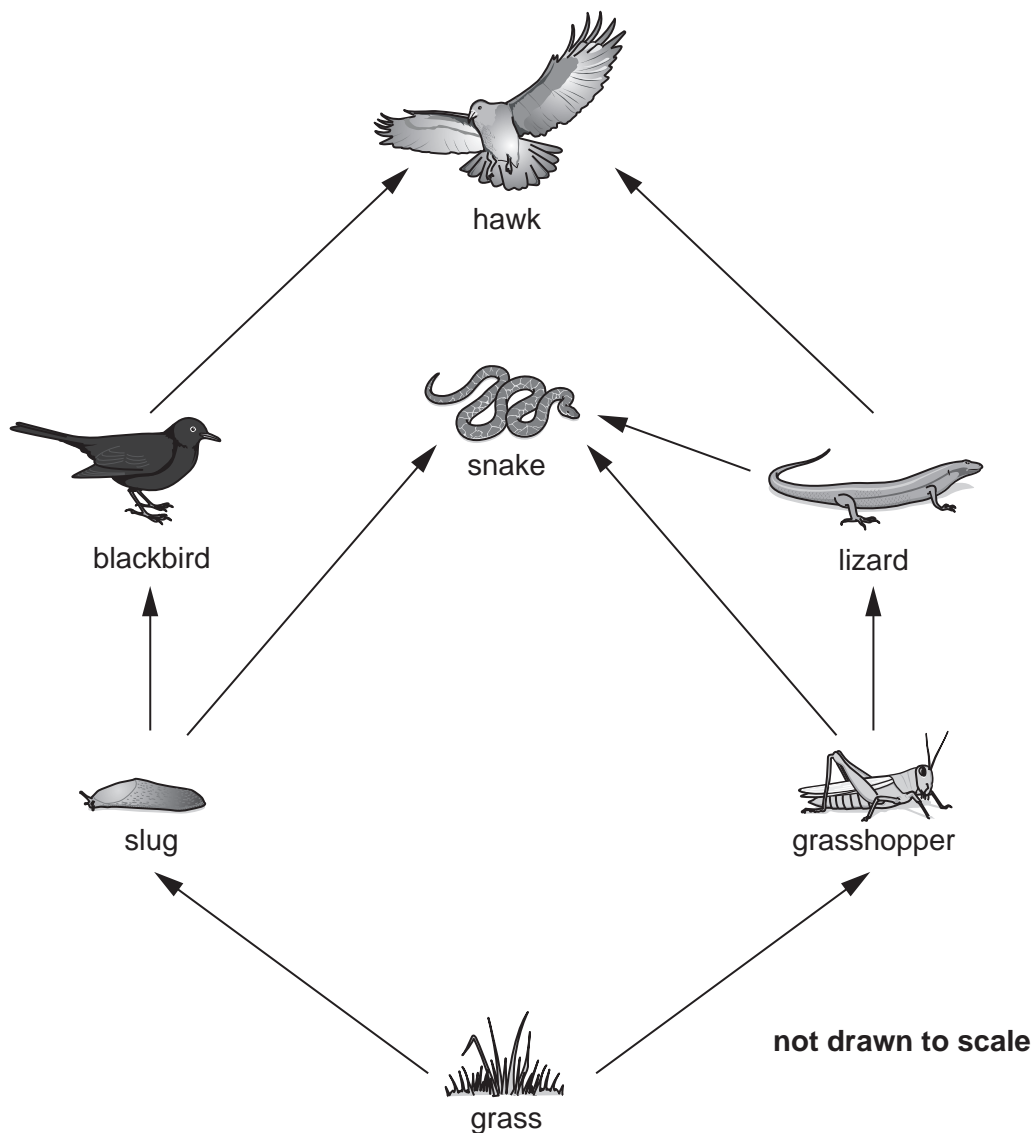 hawk
snake
blackbird
lizard
slug
grasshopper
not drawn to scale
grass